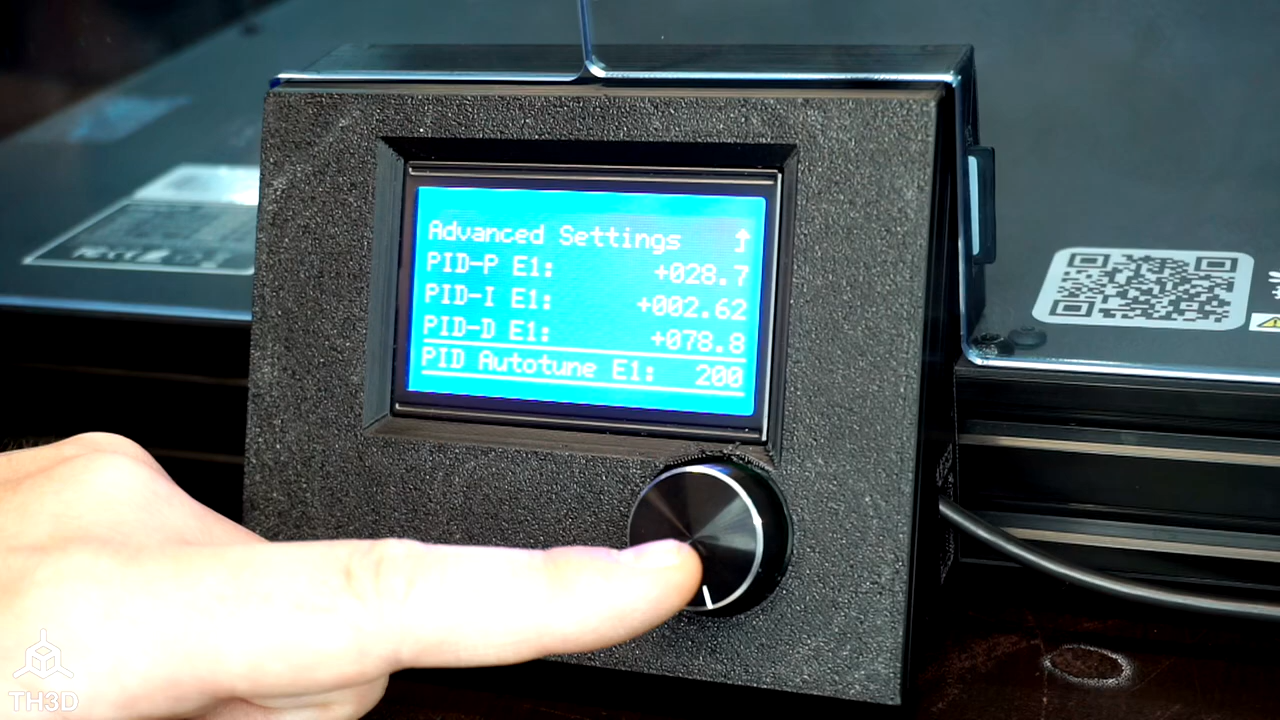 Advanced Settings ↑
PID-P E1: +028.7
PID-I E1: +002.62
PID-D E1: +078.8
PID Autotune E1: 200
TH3D